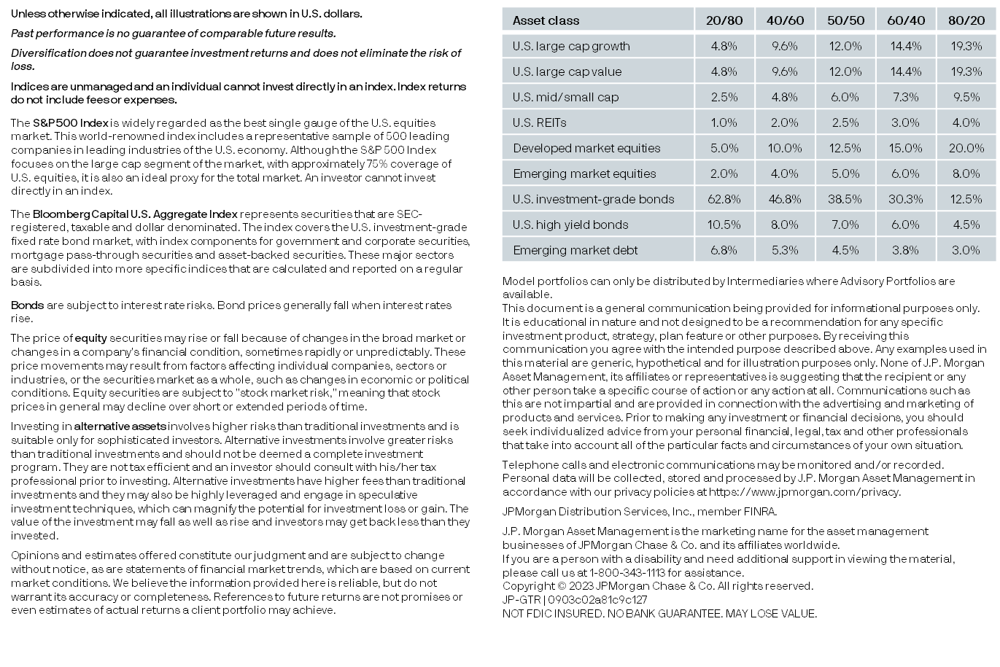 Unless otherwise indicated, all illustrations are shown in U.S. dollars.
Past performance is no guarantee of comparable future results.
Diversification does not guarantee investment returns and does not eliminate the risk of
loss.
Indices are unmanaged and an individual cannot invest directly in an index. Index returns
do not include fees or expenses.
The S&P 500 Index is widely regarded as the best single gauge of the U.S. equities
market. This world-renowned index includes a representative sample of 500 leading
companies in leading industries of the U.S. economy. Although the S&P 500 Index
focuses on the large cap segment of the market, with approximately 75% coverage of
U.S. equities, it is also an ideal proxy for the total market. An investor cannot invest
directly in an index.
The Bloomberg Capital U.S. Aggregate Index represents securities that are SEC-
registered, taxable and dollar denominated. The index covers the U.S. investment-grade
fixed rate bond market, with index components for government and corporate securities,
mortgage pass-through securities and asset-backed securities. These major sectors
are subdivided into more specific indices that are calculated and reported on a regular
basis.
Bonds are subject to interest rate risks. Bond prices generally fall when interest rates
rise.
The price of equity securities may rise or fall because of changes in the broad market or
changes in a company's financial condition, sometimes rapidly or unpredictably. These
price movements may result from factors affecting individual companies, sectors or
industries, or the securities market as a whole, such as changes in economic or political
conditions. Equity securities are subject to "stock market risk," meaning that stock
prices in general may decline over short or extended periods of time.
Investing in alternative assets involves higher risks than traditional investments and is
suitable only for sophisticated investors. Alternative investments involve greater risks
than traditional investments and should not be deemed a complete investment
program. They are not tax efficient and an investor should consult with his/her tax
professional prior to investing. Alternative investments have higher fees than traditional
investments and they may also be highly leveraged and engage in speculative
investment techniques, which can magnify the potential for investment loss or gain. The
value of the investment may fall as well as rise and investors may get back less than they
invested.
Opinions and estimates offered constitute our judgment and are subject to change
without notice, as are statements of financial market trends, which are based on current
market conditions. We believe the information provided here is reliable, but do not
warrant its accuracy or completeness. References to future returns are not promises or
even estimates of actual returns a client portfolio may achieve.
Asset class 20/80 40/60 50/50 60/40 80/20
U.S. large cap growth 4.8% 9.6% 12.0% 14.4% 19.3%
U.S. large cap value 4.8% 9.6% 12.0% 14.4% 19.3%
U.S. mid/small cap 2.5% 4.8% 6.0% 7.3% 9.5%
U.S. REITs 1.0% 2.0% 2.5% 3.0% 4.0%
Developed market equities 5.0% 10.0% 12.5% 15.0% 20.0%
Emerging market equities 2.0% 4.0% 5.0% 6.0% 8.0%
U.S. investment-grade bonds 62.8% 46.8% 38.5% 30.3% 12.5%
U.S. high yield bonds 10.5% 8.0% 7.0% 6.0% 4.5%
Emerging market debt 6.8% 5.3% 4.5% 3.8% 3.0%
Model portfolios can only be distributed by Intermediaries where Advisory Portfolios are
available.
This document is a general communication being provided for informational purposes only.
It is educational in nature and not designed to be a recommendation for any specific
investment product, strategy, plan feature or other purposes. By receiving this
communication you agree with the intended purpose described above. Any examples used in
this material are generic, hypothetical and for illustration purposes only. None of J.P. Morgan
Asset Management, its affiliates or representatives is suggesting that the recipient or any
other person take a specific course of action or any action at all. Communications such as
this are not impartial and are provided in connection with the advertising and marketing of
products and services. Prior to making any investment or financial decisions, you should
seek individualized advice from your personal financial, legal, tax and other professionals
that take into account all of the particular facts and circumstances of your own situation.
Telephone calls and electronic communications may be monitored and/or recorded.
Personal data will be collected, stored and processed by J.P. Morgan Asset Management in
accordance with our privacy policies at https://www.jpmorgan.com/privacy.
JPMorgan Distribution Services, Inc., member FINRA.
J.P. Morgan Asset Management is the marketing name for the asset management
businesses of JPMorgan Chase & Co. and its affiliates worldwide.
If you are a person with a disability and need additional support in viewing the material,
please call us at 1-800-343-1113 for assistance.
Copyright © 2023 JPMorgan Chase & Co. All rights reserved.
JP-GTR | 0903c02a81c9c127
NOT FDIC INSURED. NO BANK GUARANTEE. MAY LOSE VALUE.